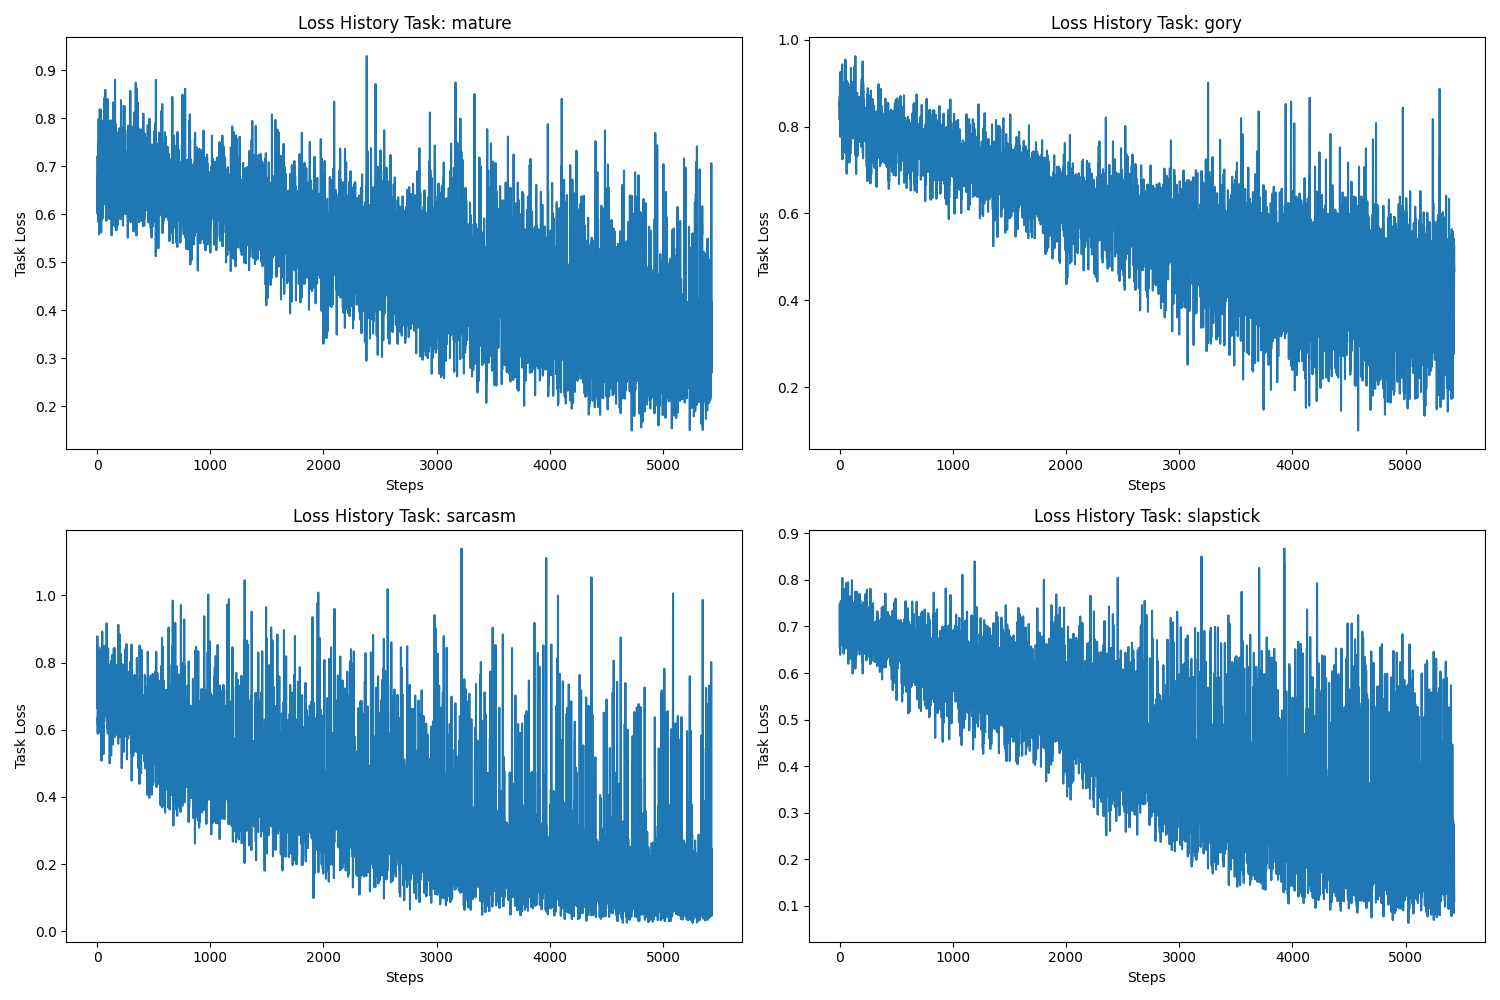 Loss History Task: mature
0.9
0.8
0.7
0.6
0.5
0.4
0.3
0.2
Task Loss
0 1000 2000 3000 4000 5000
Steps
Loss History Task: gory
1.0
0.8
0.6
0.4
0.2
Task Loss
0 1000 2000 3000 4000 5000
Steps
Loss History Task: sarcasm
1.0
0.8
0.6
0.4
0.2
0.0
Task Loss
0 1000 2000 3000 4000 5000
Steps
Loss History Task: slapstick
0.9
0.8
0.7
0.6
0.5
0.4
0.3
0.2
0.1
Task Loss
0 1000 2000 3000 4000 5000
Steps